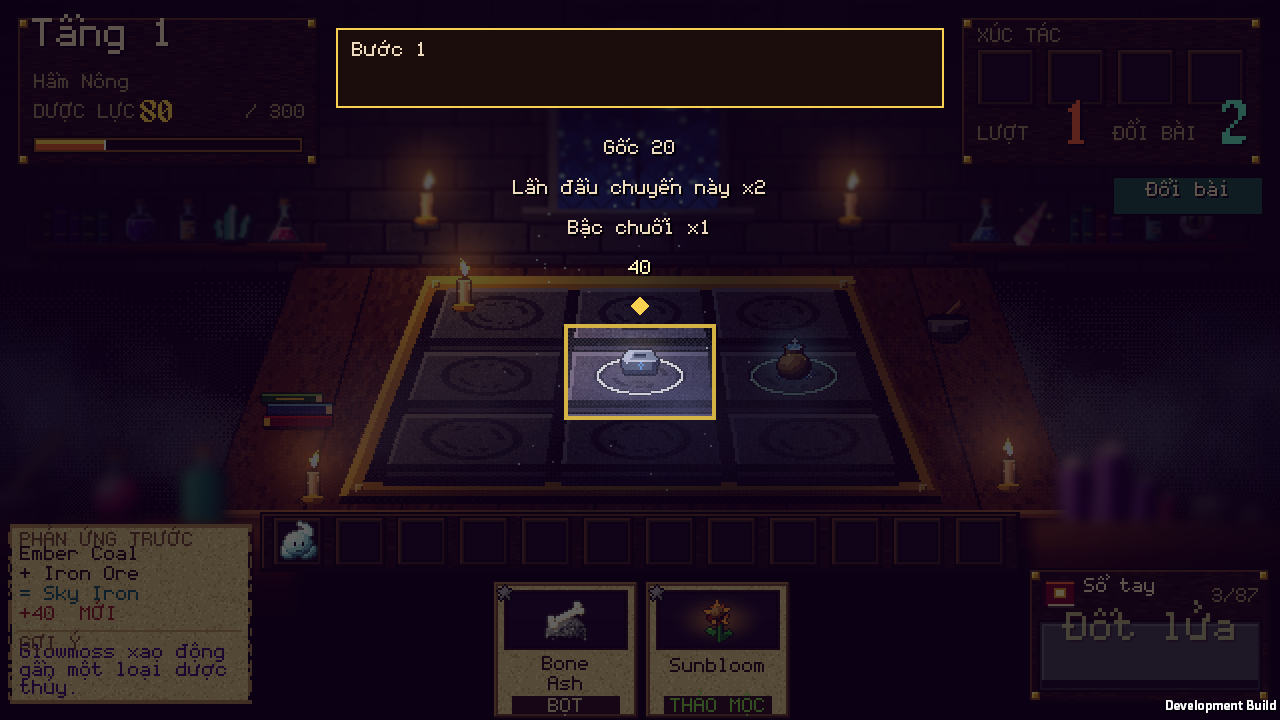 Tầng 1
Hầm Nông
DƯỢC LỰC 80 / 300
Bước 1
XÚC TÁC
LƯỢT 1 ĐỔI BÀI 2
Đổi bài
Gốc 20
Lần đầu chuyến này x2
Bậc chuỗi x1
40
PHẢN ỨNG TRƯỚC
Ember Coal
+ Iron Ore
= Sky Iron
+40 MỚI
GỢI Ý
Glowmoss xao động
gần một loại dược
thủy.
Bone
Ash
BỘT
Sunbloom
THẢO MỘC
Sổ tay
3/87
Đốt lửa
Development Build